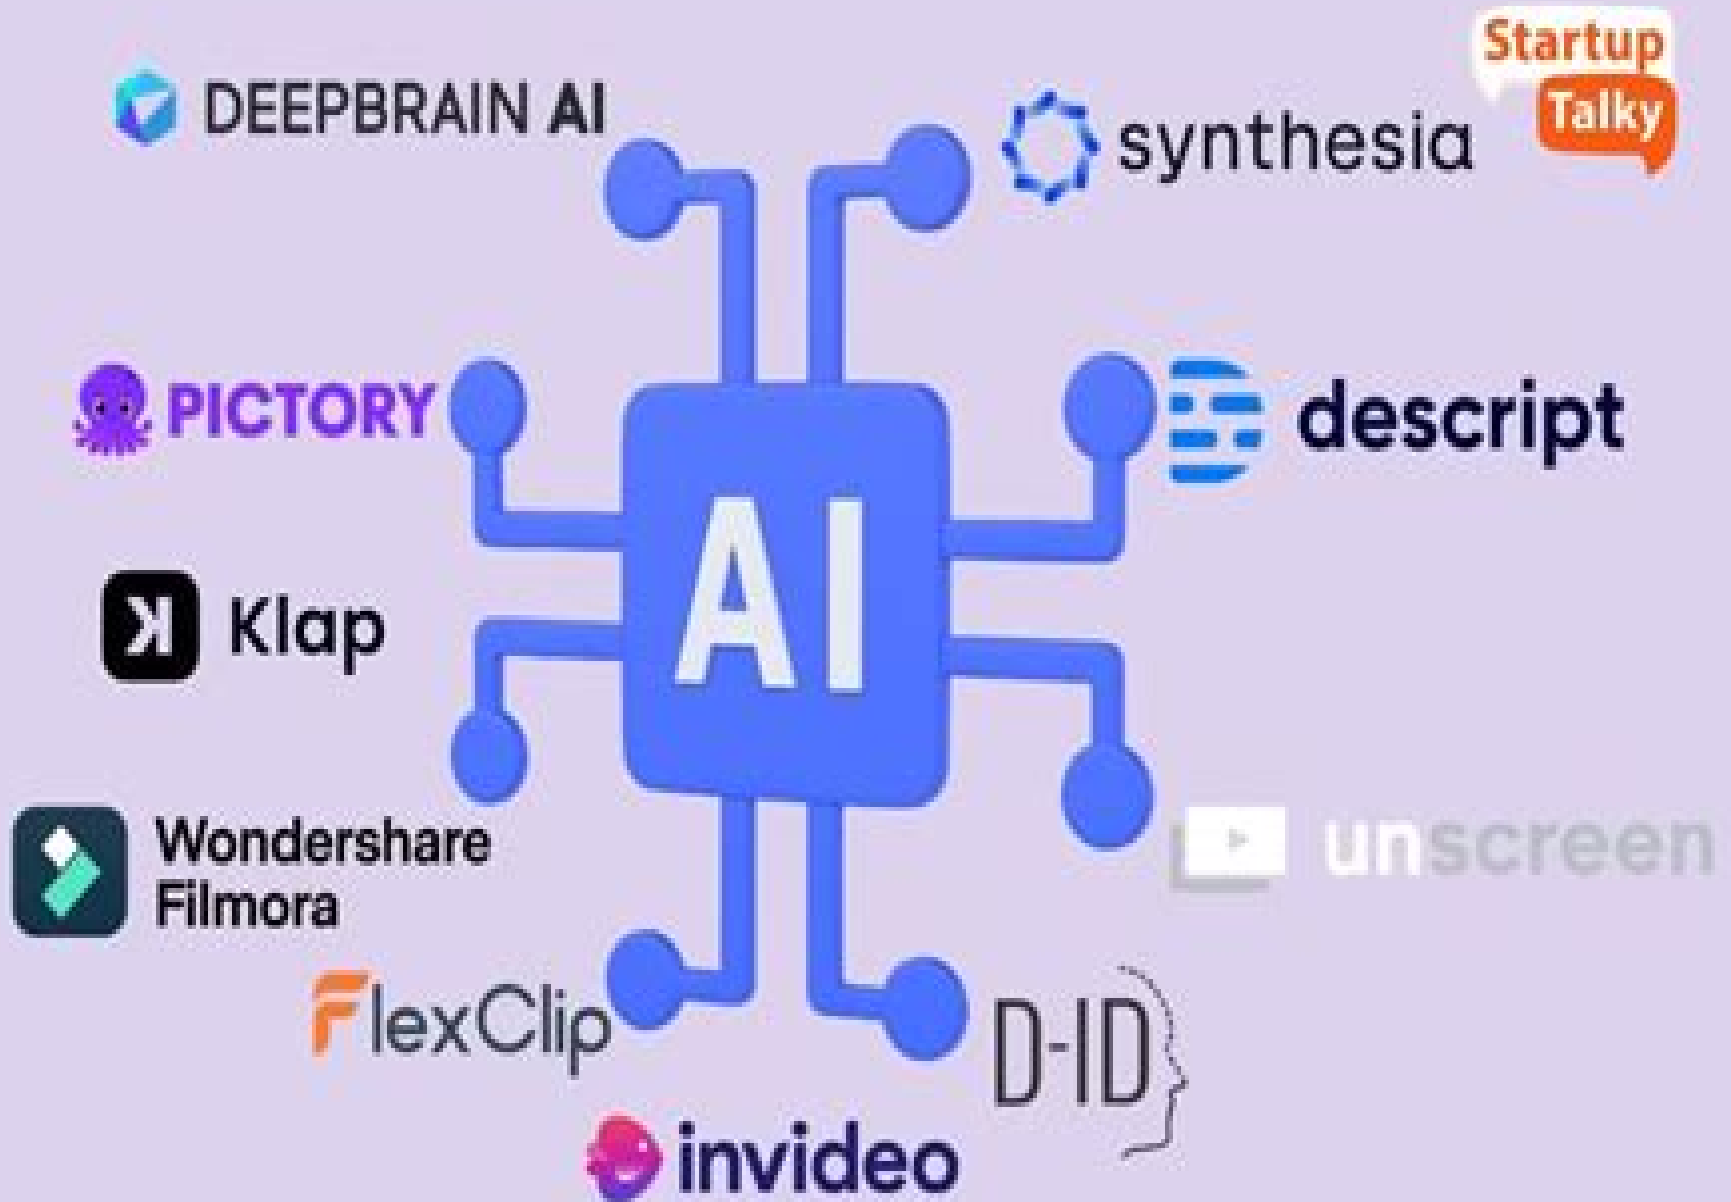 Startup
Talky
DEEPBRAIN AI
synthesia
PICTORY
descript
AI
K
Klap
Wondershare
Filmora
unscreen
FlexClip
D-ID
invideo